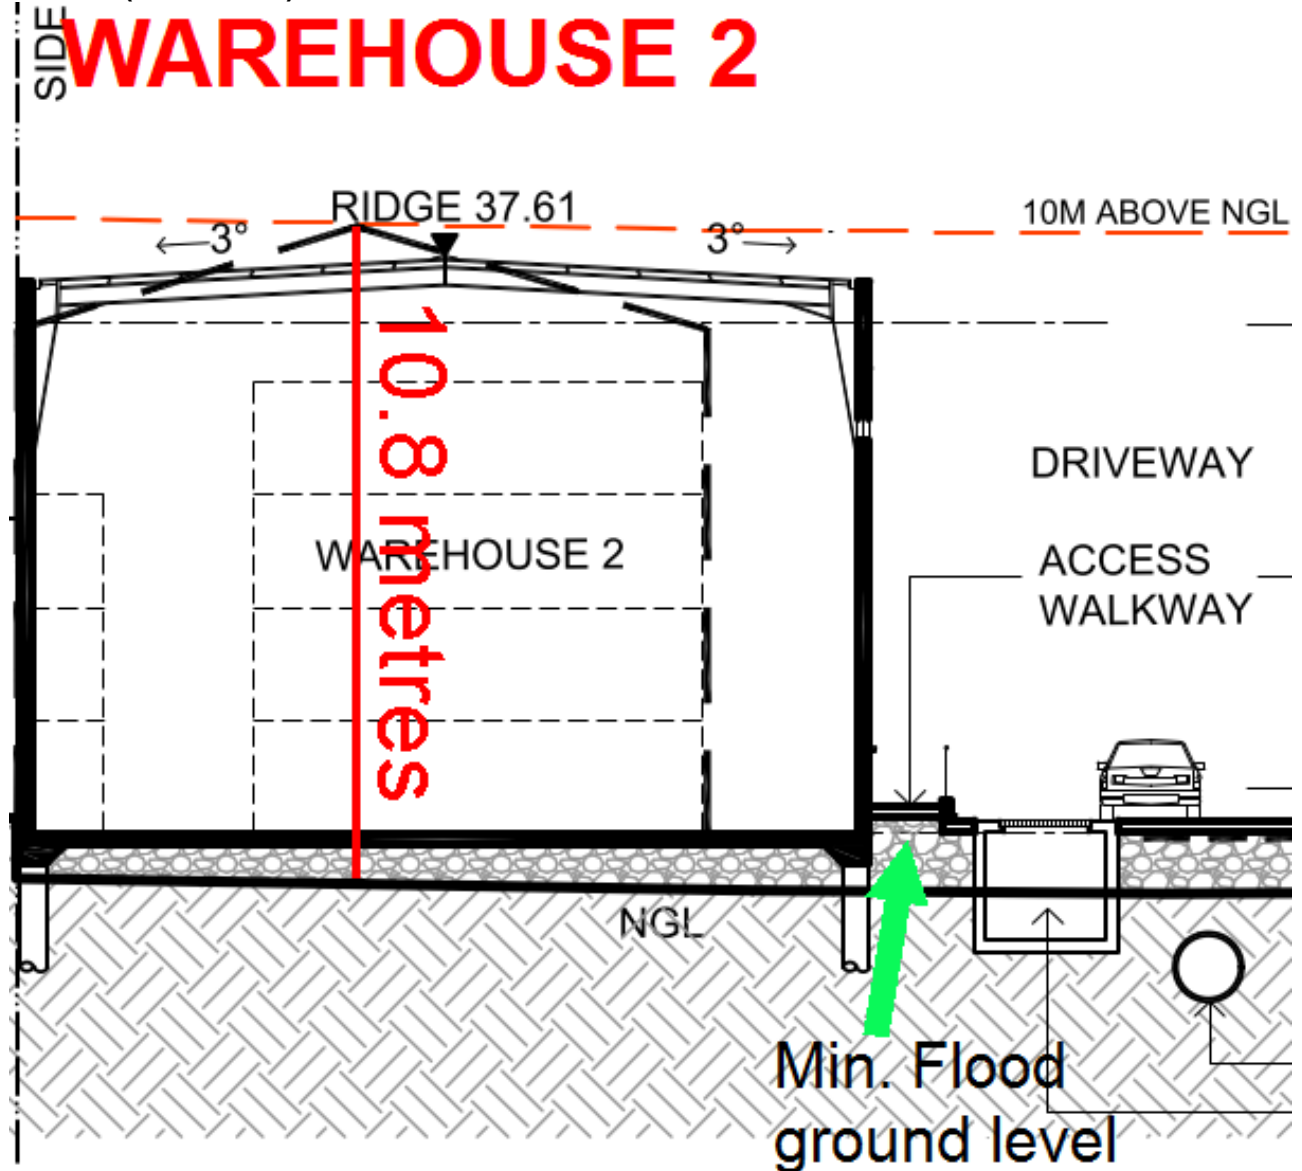 SIDE
WAREHOUSE 2
RIDGE 37.61
10M ABOVE NGL
3°
3°
10.8 metres
DRIVEWAY
WAREHOUSE 2
ACCESS
WALKWAY
NGL
Min. Flood
ground level